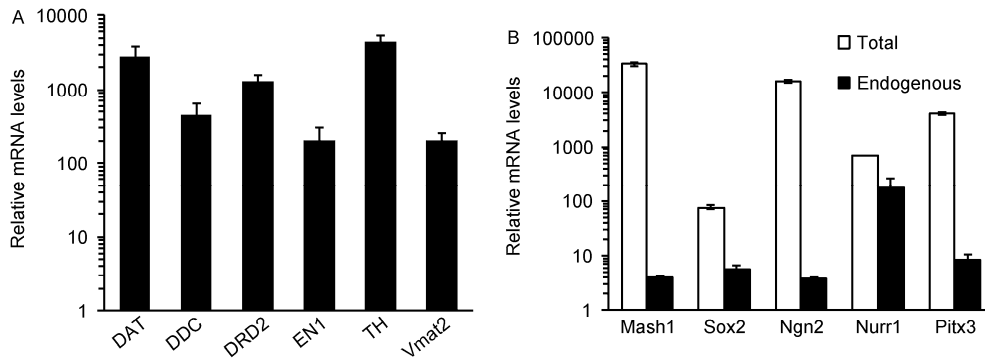 A
Relative mRNA levels
10000
1000
100
10
1
DAT
DDC
DRD2
EN1
TH
Vmat2
B
Relative mRNA levels
100000
10000
1000
100
10
1
Total
Endogenous
Mash1
Sox2
Ngn2
Nurr1
Pitx3